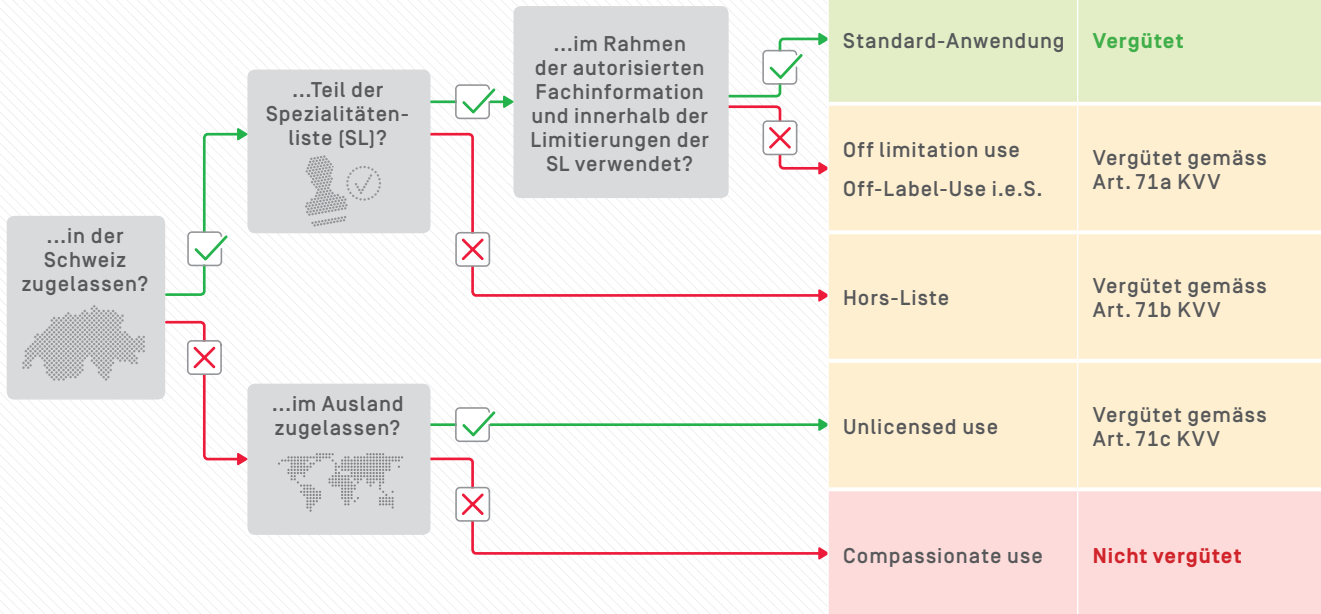 ...in der
Schweiz
zugelassen?
...Teil der
Spezialitäten-
liste (SL)?
...im Rahmen
der autorisierten
Fachinformation
und innerhalb der
Limitierungen der
SL verwendet?
...im Ausland
zugelassen?
Standard-Anwendung
Vergütet
Off limitation use
Off-Label-Use i.e.S.
Vergütet gemäss
Art. 71a KVV
Hors-Liste
Vergütet gemäss
Art. 71b KVV
Unlicensed use
Vergütet gemäss
Art. 71c KVV
Compassionate use
Nicht vergütet